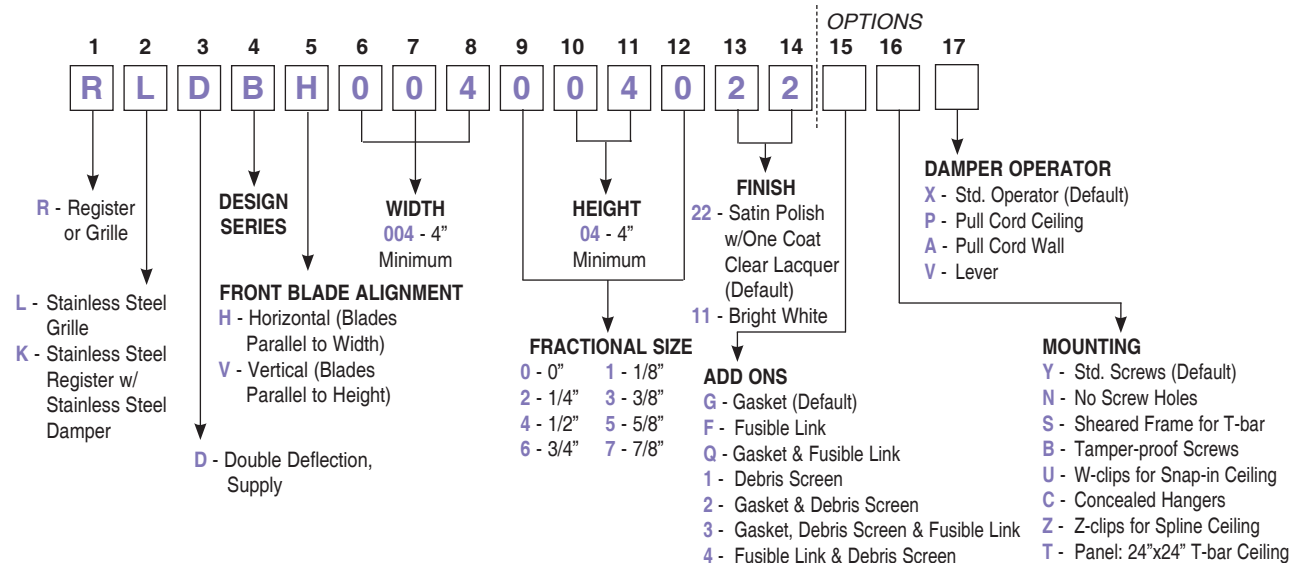 OPTIONS
1 2 3 4 5 6 7 8 9 10 11 12 13 14 15 16 17
R L D B H 0 0 4 0 0 4 0 2 2
R - Register
or Grille
L - Stainless Steel
Grille
K - Stainless Steel
Register w/
Stainless Steel
Damper
D - Double Deflection,
Supply
DESIGN
SERIES
FRONT BLADE ALIGNMENT
H - Horizontal (Blades
Parallel to Width)
V - Vertical (Blades
Parallel to Height)
WIDTH
004 - 4”
Minimum
HEIGHT
04 - 4”
Minimum
FRACTIONAL SIZE
0 - 0” 1 - 1/8”
2 - 1/4” 3 - 3/8”
4 - 1/2” 5 - 5/8”
6 - 3/4” 7 - 7/8”
FINISH
22 - Satin Polish
w/One Coat
Clear Lacquer
(Default)
11 - Bright White
ADD ONS
G - Gasket (Default)
F - Fusible Link
Q - Gasket & Fusible Link
1 - Debris Screen
2 - Gasket & Debris Screen
3 - Gasket, Debris Screen & Fusible Link
4 - Fusible Link & Debris Screen
DAMPER OPERATOR
X - Std. Operator (Default)
P - Pull Cord Ceiling
A - Pull Cord Wall
V - Lever
MOUNTING
Y - Std. Screws (Default)
N - No Screw Holes
S - Sheared Frame for T-bar
B - Tamper-proof Screws
U - W-clips for Snap-in Ceiling
C - Concealed Hangers
Z - Z-clips for Spline Ceiling
T - Panel: 24”x24” T-bar Ceiling